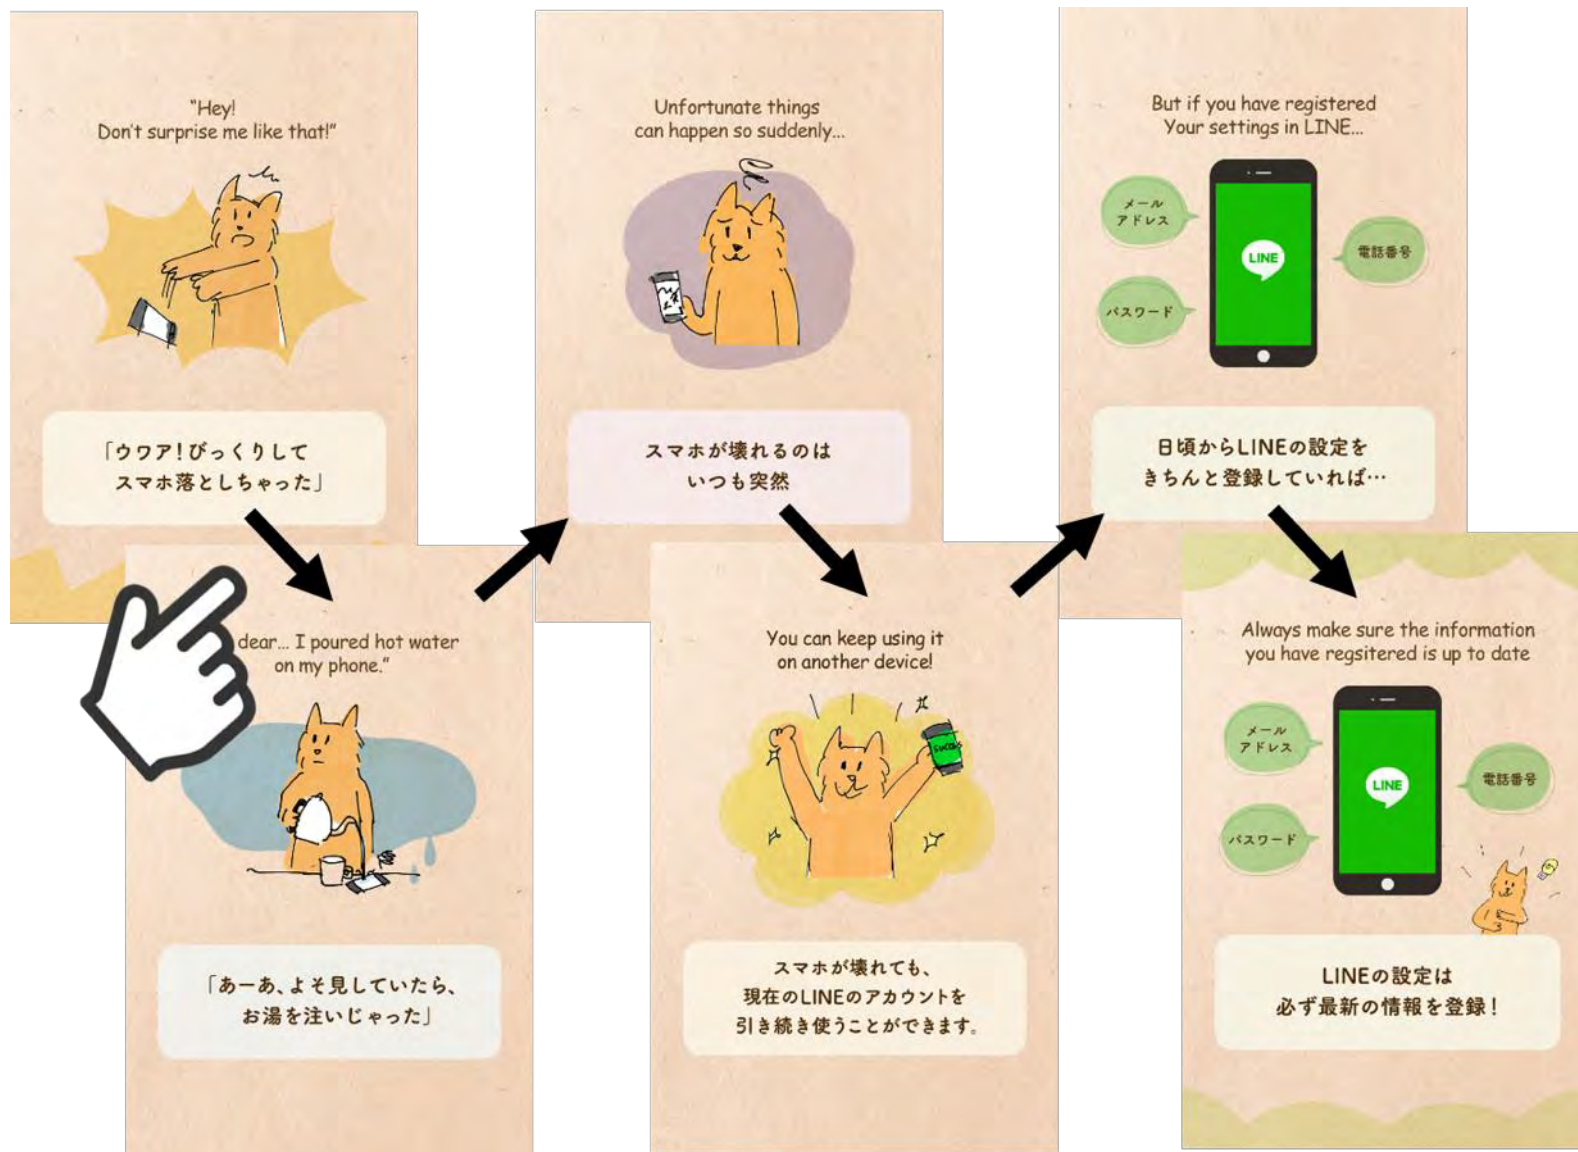 "Hey!
Don't surprise me like that!"
「ウワア!びっくりして
スマホ落としちゃった」
dear... I poured hot water
on my phone."
「あーあ、よそ見していたら、
お湯を注いじゃった」
Unfortunate things
can happen so suddenly...
スマホが壊れるのは
いつも突然
You can keep using it
on another device!
スマホが壊れても、
現在のLINEのアカウントを
引き続き使うことができます。
But if you have registered
Your settings in LINE...
メール
アドレス
電話番号
LINE
パスワード
日頃からLINEの設定を
きちんと登録していれば…
Always make sure the information
you have regsitered is up to date
メール
アドレス
電話番号
LINE
パスワード
LINEの設定は
必ず最新の情報を登録!